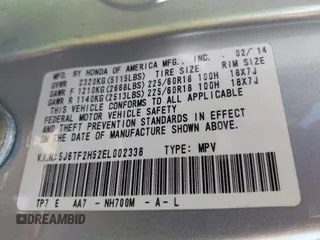 MFD. BY HONDA OF AMERICA MFG., INC. 02/14
GVWR 2320KG(5115LBS) TIRE SIZE RIM SIZE
GAWR F 1210KG(2668LBS) 225/60R18 100H 18X7J
GAWR R 1140KG(2513LBS) 225/60R18 100H 18X7J
THIS VEHICLE CONFORMS TO ALL APPLICABLE
FEDERAL MOTOR VEHICLE SAFETY AND THEFT
PREVENTION STANDARDS IN EFFECT ON THE
DATE OF MANUFACTURE SHOWN ABOVE.
V.I.N: 5J6TF2H52EL002338 TYPE: MPV
TP7 E AA7 - NH700M - A - L
AUTOBIDMASTER